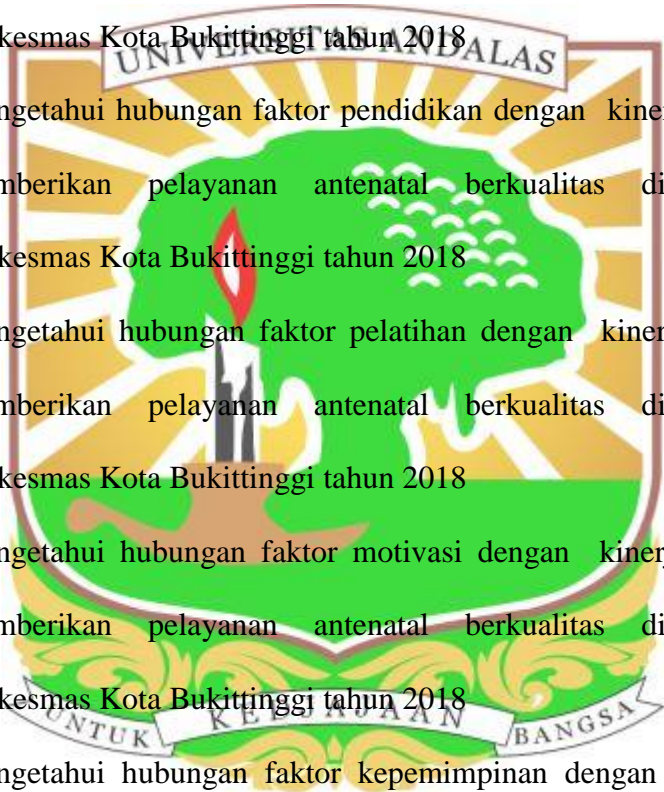 kesmas Kota Bukittinggi tahun 2018
UNIVERSITAS ANDALAS
ngetahui hubungan faktor pendidikan dengan kine
mberikan pelayanan antenatal berkualitas di
kesmas Kota Bukittinggi tahun 2018
ngetahui hubungan faktor pelatihan dengan kiner
mberikan pelayanan antenatal berkualitas di
kesmas Kota Bukittinggi tahun 2018
ngetahui hubungan faktor motivasi dengan kinerj
mberikan pelayanan antenatal berkualitas di
kesmas Kota Bukittinggi tahun 2018
UNTUK KEDJAJAAN BANGSA
ngetahui hubungan faktor kepemimpinan dengan